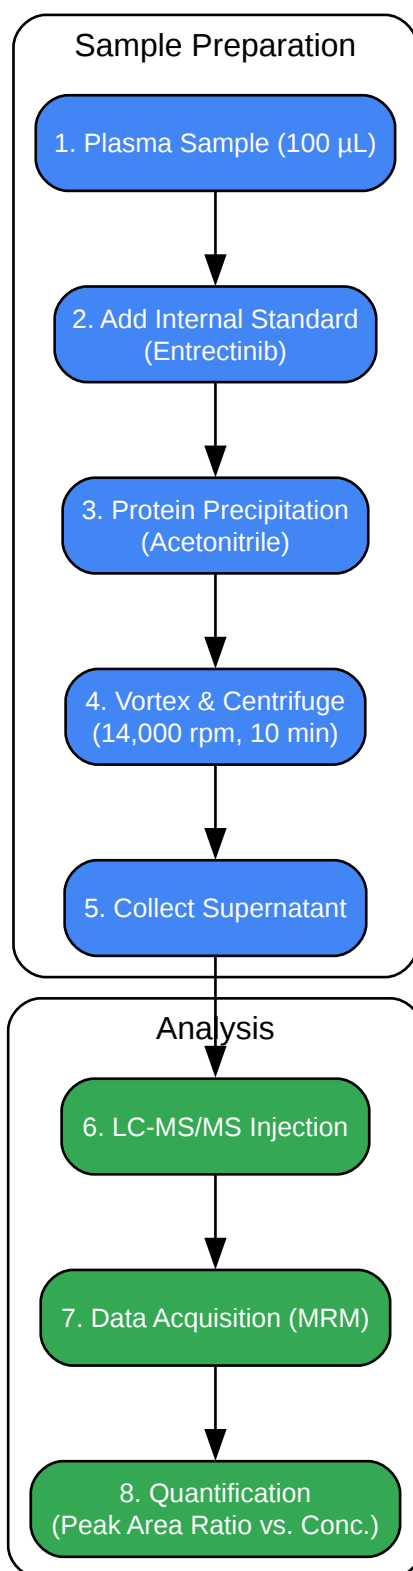 Sample Preparation
1. Plasma Sample (100 µL)
2. Add Internal Standard
(Entrectinib)
3. Protein Precipitation
(Acetonitrile)
4. Vortex & Centrifuge
(14,000 rpm, 10 min)
5. Collect Supernatant
Analysis
6. LC-MS/MS Injection
7. Data Acquisition (MRM)
8. Quantification
(Peak Area Ratio vs. Conc.)